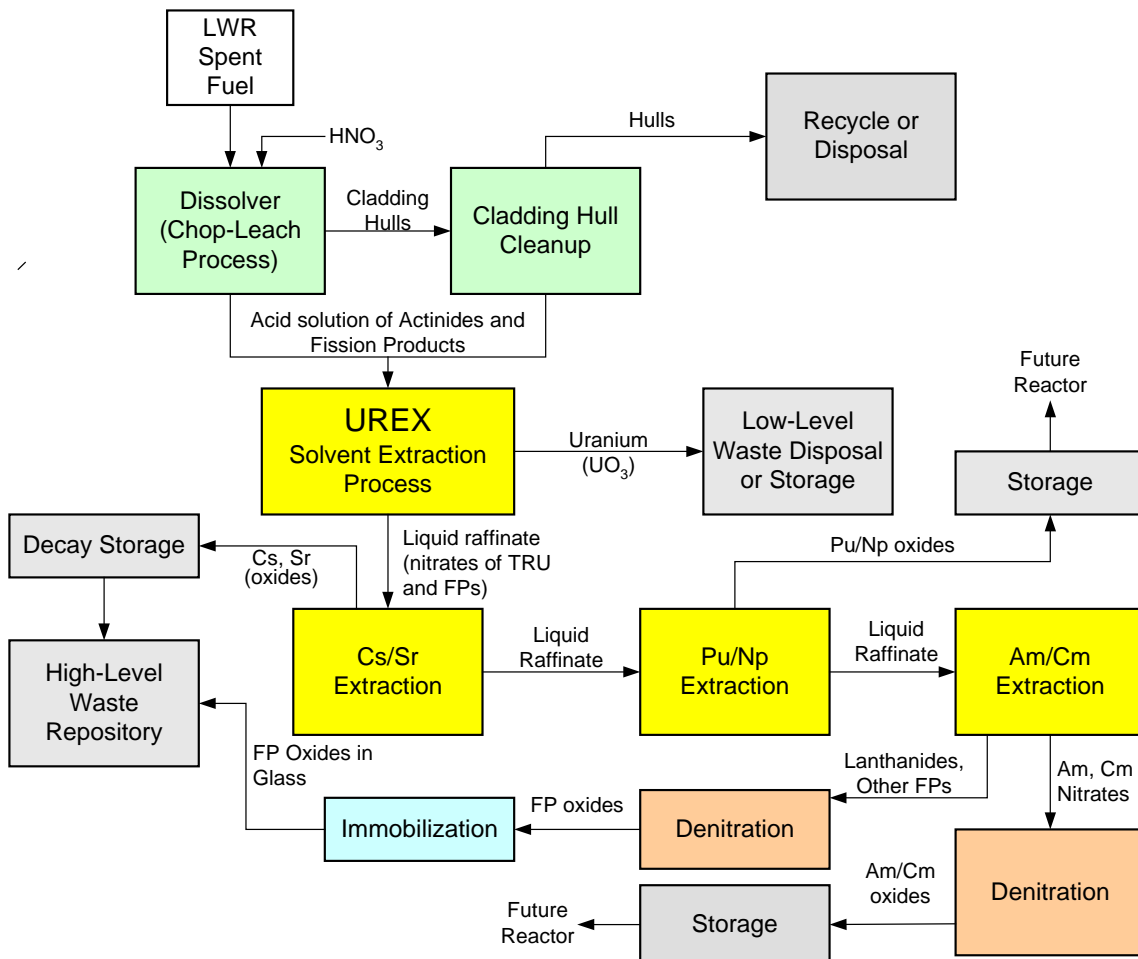 LWR
Spent
Fuel
HNO₃
Dissolver
(Chop-Leach
Process)
Cladding
Hulls
Cladding Hull
Cleanup
Hulls
Recycle or
Disposal
Acid solution of Actinides and
Fission Products
UREX
Solvent Extraction
Process
Uranium
(UO₃)
Low-Level
Waste Disposal
or Storage
Future
Reactor
Storage
Pu/Np oxides
Decay Storage
Cs, Sr
(oxides)
Liquid raffinate
(nitrates of TRU
and FPs)
High-Level
Waste
Repository
Cs/Sr
Extraction
Liquid
Raffinate
Pu/Np
Extraction
Liquid
Raffinate
Am/Cm
Extraction
FP Oxides in
Glass
Immobilization
FP oxides
Denitration
Lanthanides,
Other FPs
Am, Cm
Nitrates
Denitration
Am/Cm
oxides
Storage
Future
Reactor